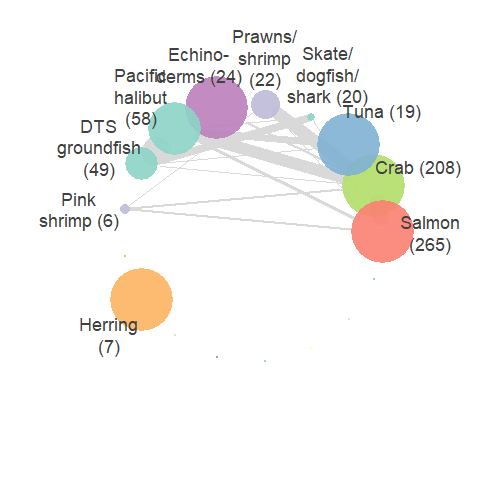 Prawns/
shrimp
(22)
Echino-
derms (24)
Skate/
dogfish/
shark (20)
Pacific
halibut
(58)
Tuna (19)
DTS
groundfish
(49)
Crab (208)
Pink
shrimp (6)
Salmon
(265)
Herring
(7)